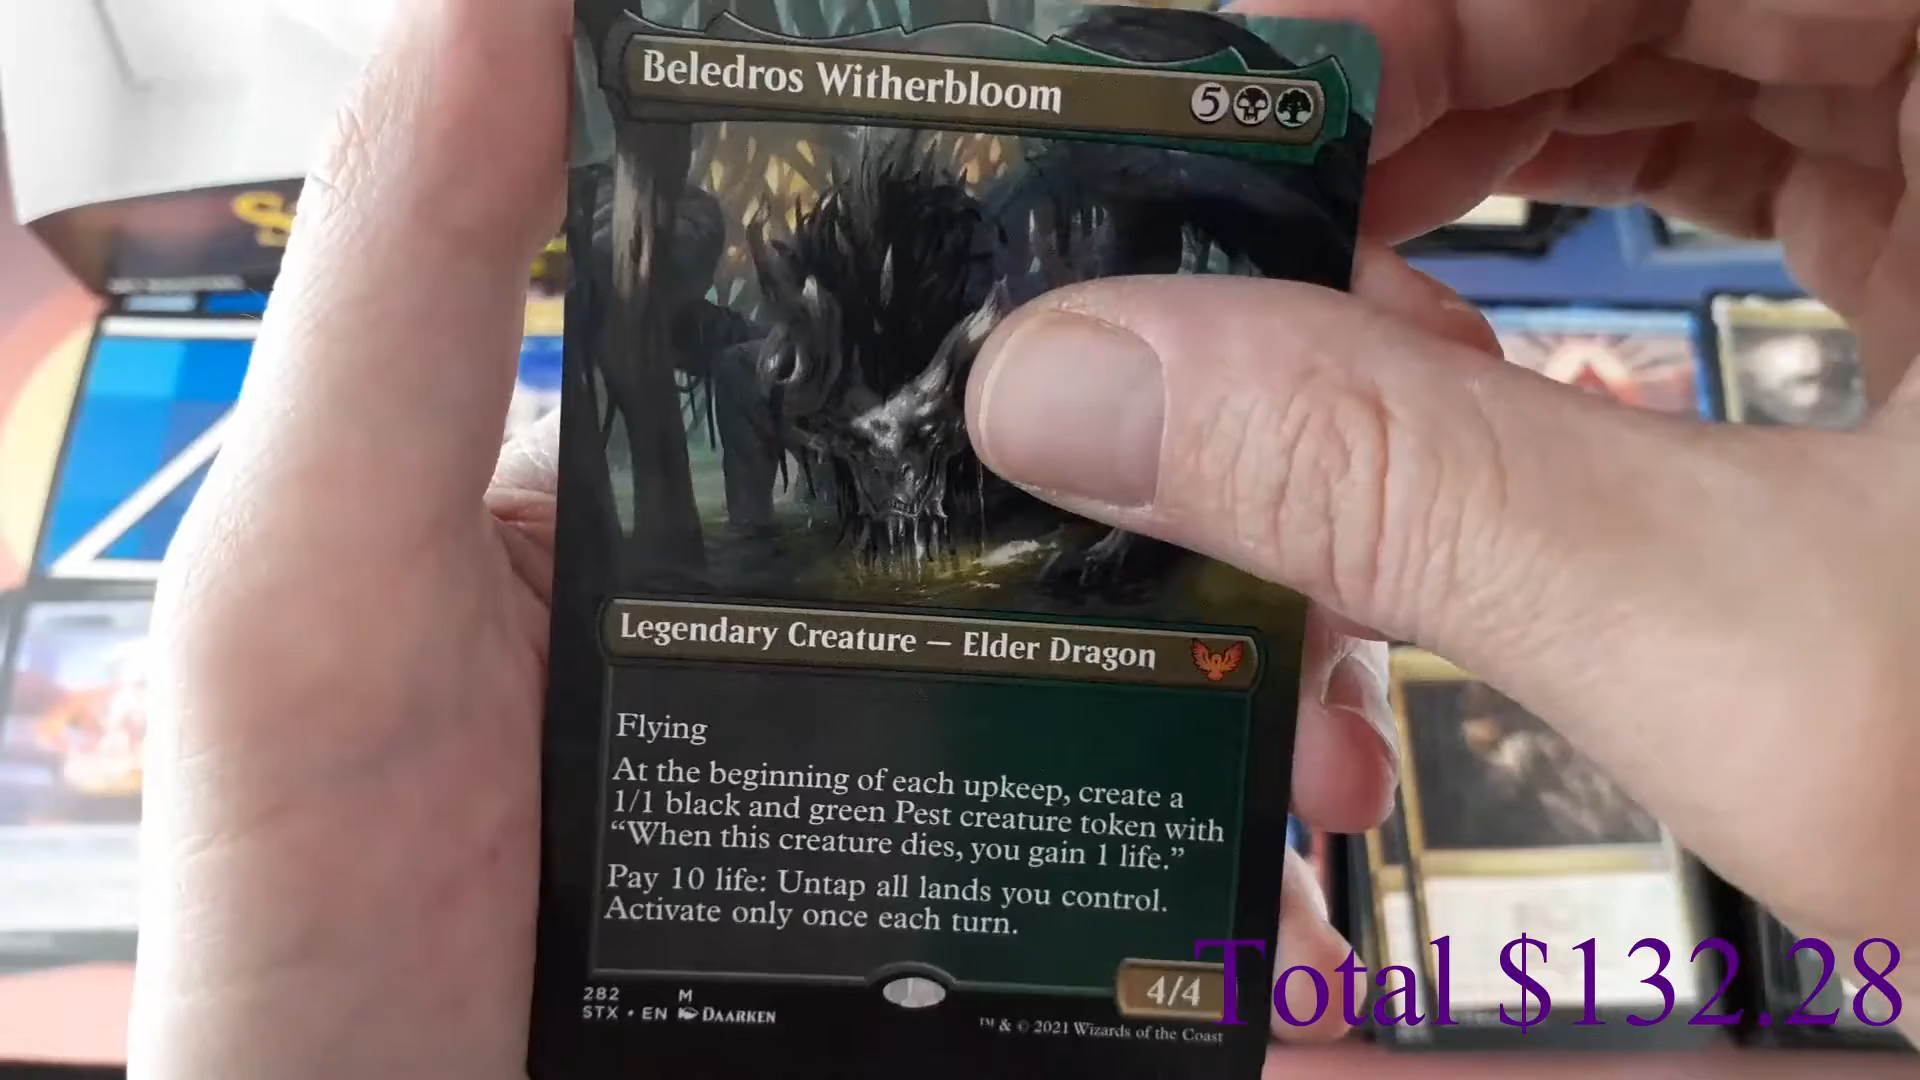 Beledros Witherbloom
5
Legendary Creature — Elder Dragon
Flying
At the beginning of each upkeep, create a
1/1 black and green Pest creature token with
“When this creature dies, you gain 1 life.”
Pay 10 life: Untap all lands you control.
Activate only once each turn.
4/4
282 M
STX • EN DAARKEN
™ & © 2021 Wizards of the Coast
Total $132.28